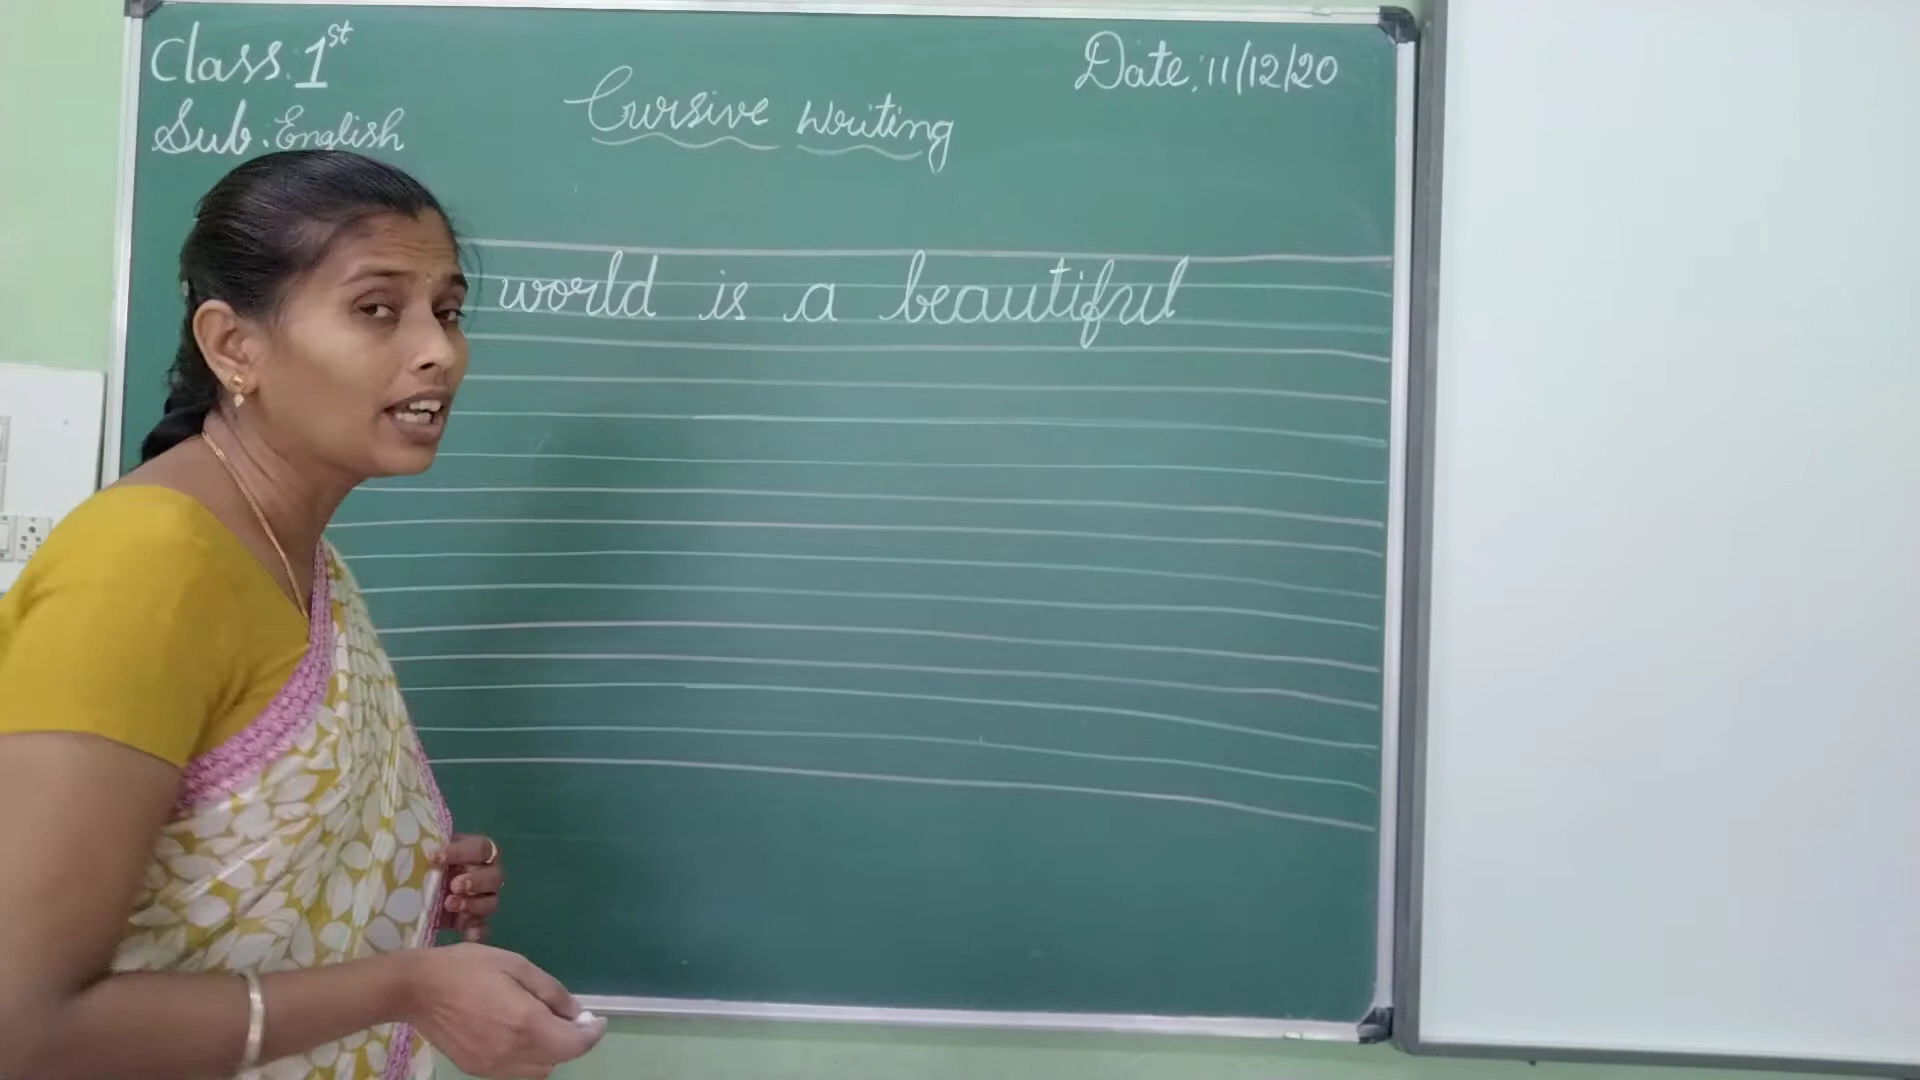 Class: 1st
Date: 11/12/20
Sub: English
Cursive Writing
world is a beautiful